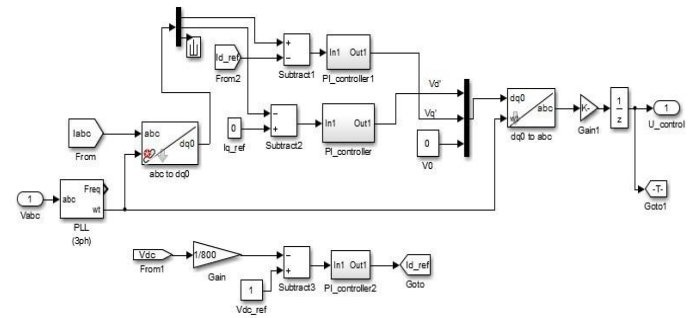 Id_ref
From2
+
−
Subtract1
In1 Out1
PI_controller1
Iabc
From
abc
dq0
abc to dq0
0
Iq_ref
−
+
Subtract2
In1 Out1
PI_controller
Vd'
Vq'
0
V0
dq0
abc
wt
dq0 to abc
K-
Gain1
1
z
1
U_control
-T-
Goto1
1
Vabc
abc
Freq
wt
PLL
(3ph)
Vdc
From1
1/800
Gain
1
Vdc_ref
−
+
Subtract3
In1 Out1
PI_controller2
Id_ref
Goto